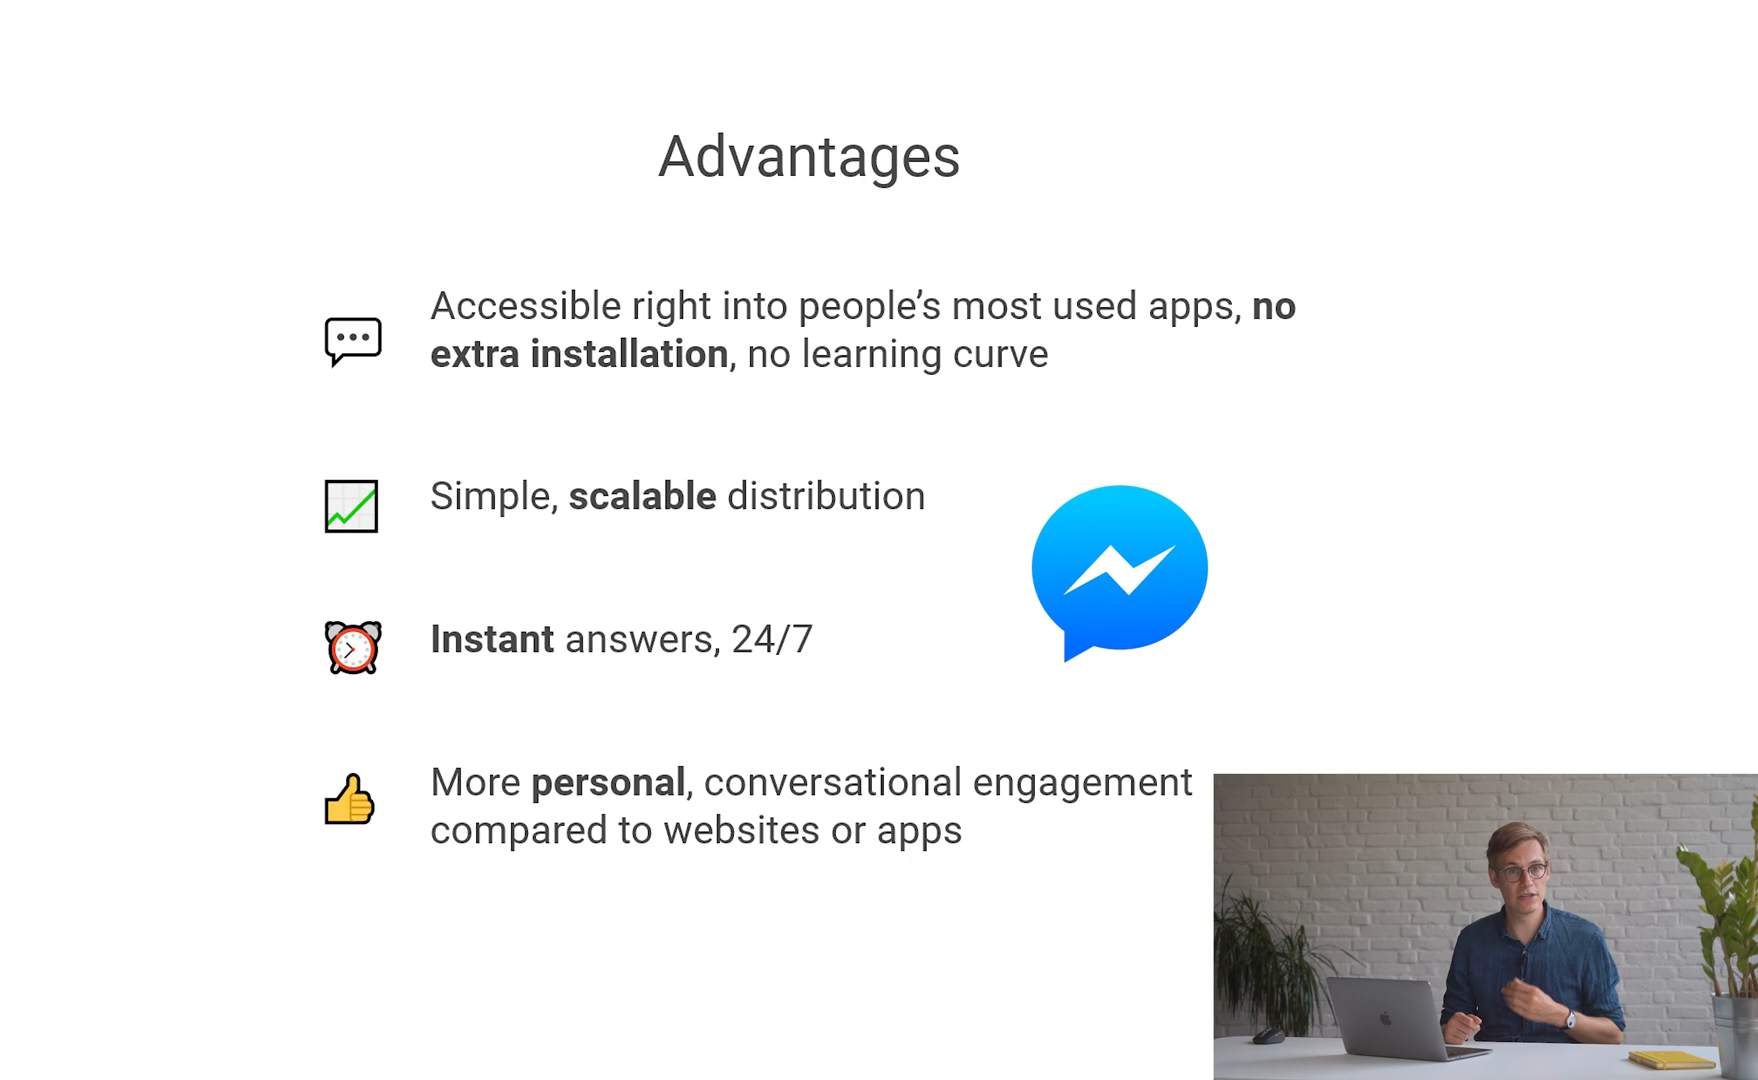 Advantages
Accessible right into people’s most used apps, no
extra installation, no learning curve
Simple, scalable distribution
Instant answers, 24/7
More personal, conversational engagement
compared to websites or apps